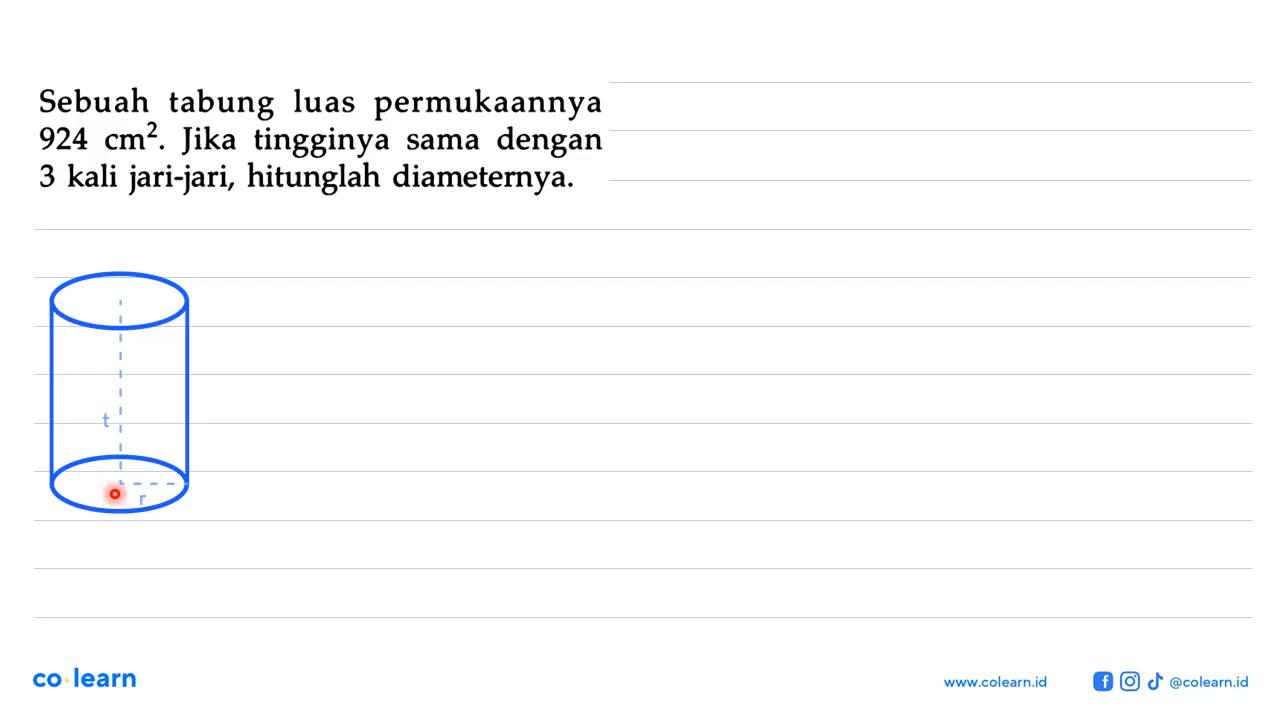 Sebuah tabung luas permukaannya
924 cm². Jika tingginya sama dengan
3 kali jari-jari, hitunglah diameternya.
t
r
co learn
www.colearn.id
@colearn.id